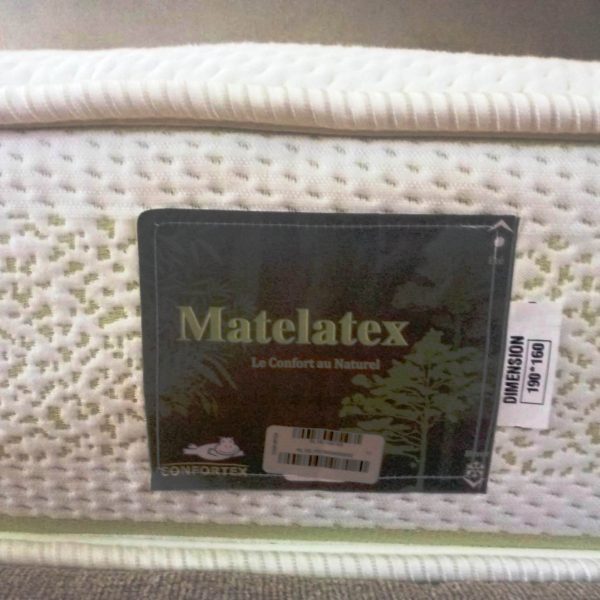 Matelatex
Le Confort au Naturel
CONFORTEX
DIMENSION
190*160